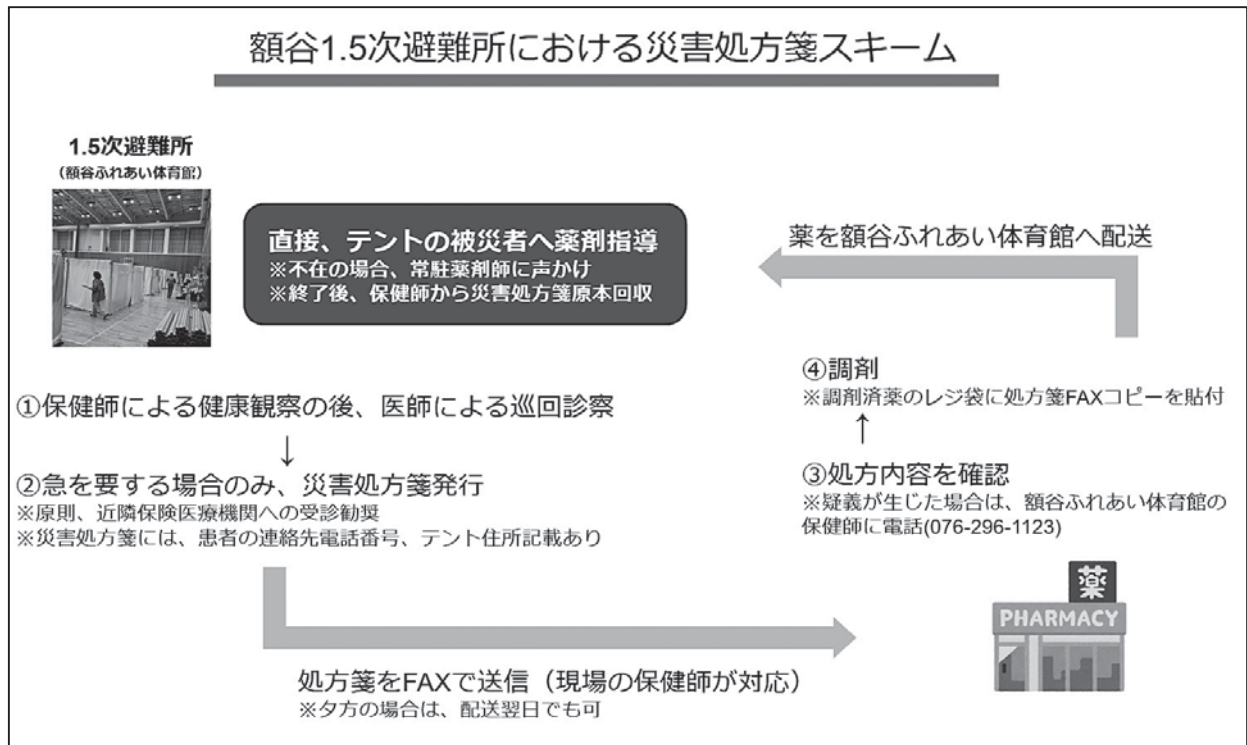 額谷1.5次避難所における災害処方箋スキーム
1.5次避難所
(額谷ふれあい体育館)
直接、テントの被災者へ薬剤指導
※不在の場合、常駐薬剤師に声かけ
※終了後、保健師から災害処方箋原本回収
①保健師による健康観察の後、医師による巡回診察
↓
②急を要する場合のみ、災害処方箋発行
※原則、近隣保険医療機関への受診勧奨
※災害処方箋には、患者の連絡先電話番号、テント住所記載あり
処方箋をFAXで送信（現場の保健師が対応）
※夕方の場合は、配送翌日でも可
薬
PHARMACY
③処方内容を確認
※疑義が生じた場合は、額谷ふれあい体育館の
保健師に電話(076-296-1123)
↑
④調剤
※調剤済薬のレジ袋に処方箋FAXコピーを貼付
薬を額谷ふれあい体育館へ配送